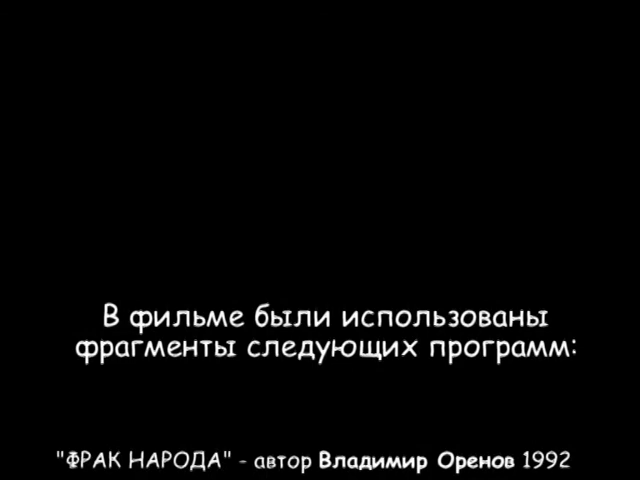 В фильме были использованы
фрагменты следующих программ:
"ФРАК НАРОДА" - автор Владимир Оренов 1992